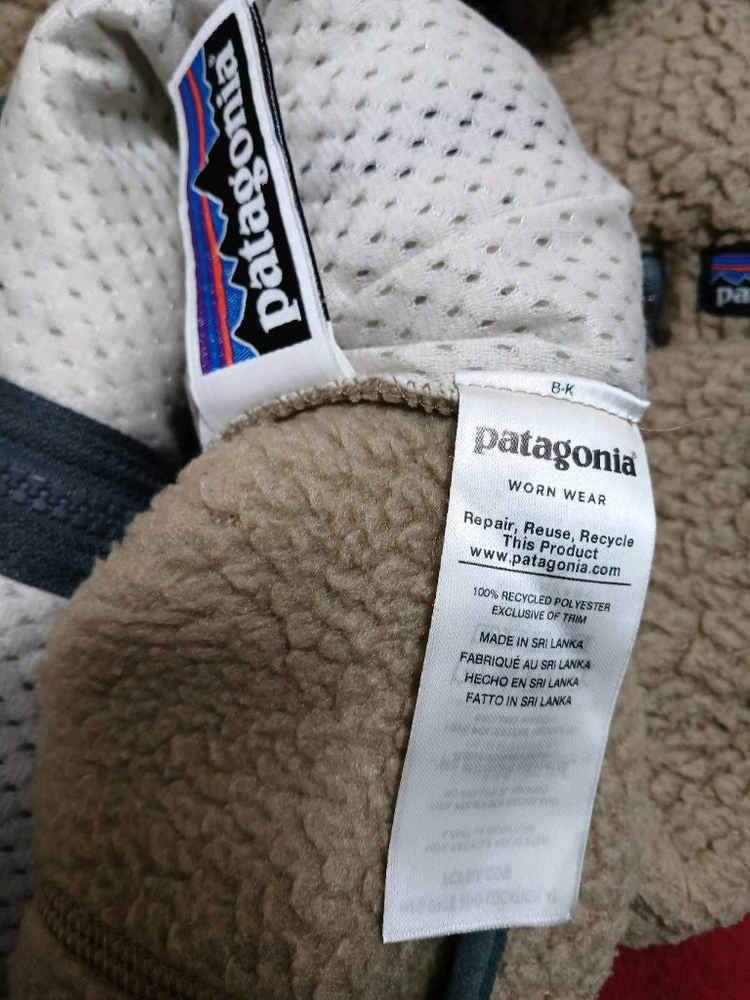 patagonia®
pa
B-K
patagonia®
WORN WEAR
Repair, Reuse, Recycle
This Product
www.patagonia.com
100% RECYCLED POLYESTER
EXCLUSIVE OF TRIM
MADE IN SRI LANKA
FABRIQUÉ AU SRI LANKA
HECHO EN SRI LANKA
FATTO IN SRI LANKA